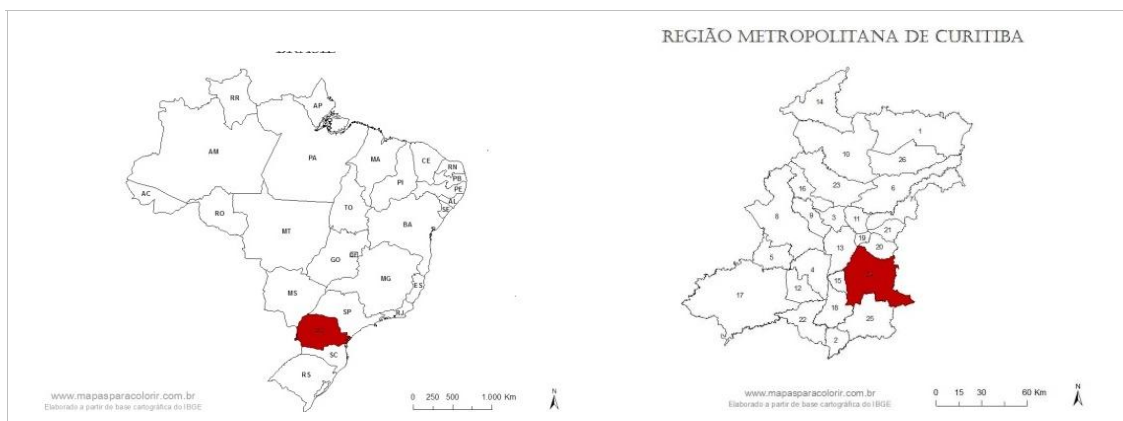 REGIÃO METROPOLITANA DE CURITIBA
RR
AP
AM
PA
MA
CE
RN
PB
PE
PI
AL
SE
AC
RO
TO
BA
MT
GO
DF
MG
ES
MS
SP
RJ
SC
RS
www.mapasparacolorir.com.br
Elaborado a partir de base cartográfica do IBGE
0 250 500 1.000 Km
N
14
1
10
26
23
6
16
8
9
3
11
21
19
20
13
5
4
15
12
17
18
22
25
2
www.mapasparacolorir.com.br
Elaborado a partir de base cartográfica do IBGE
0 15 30 60 Km
N